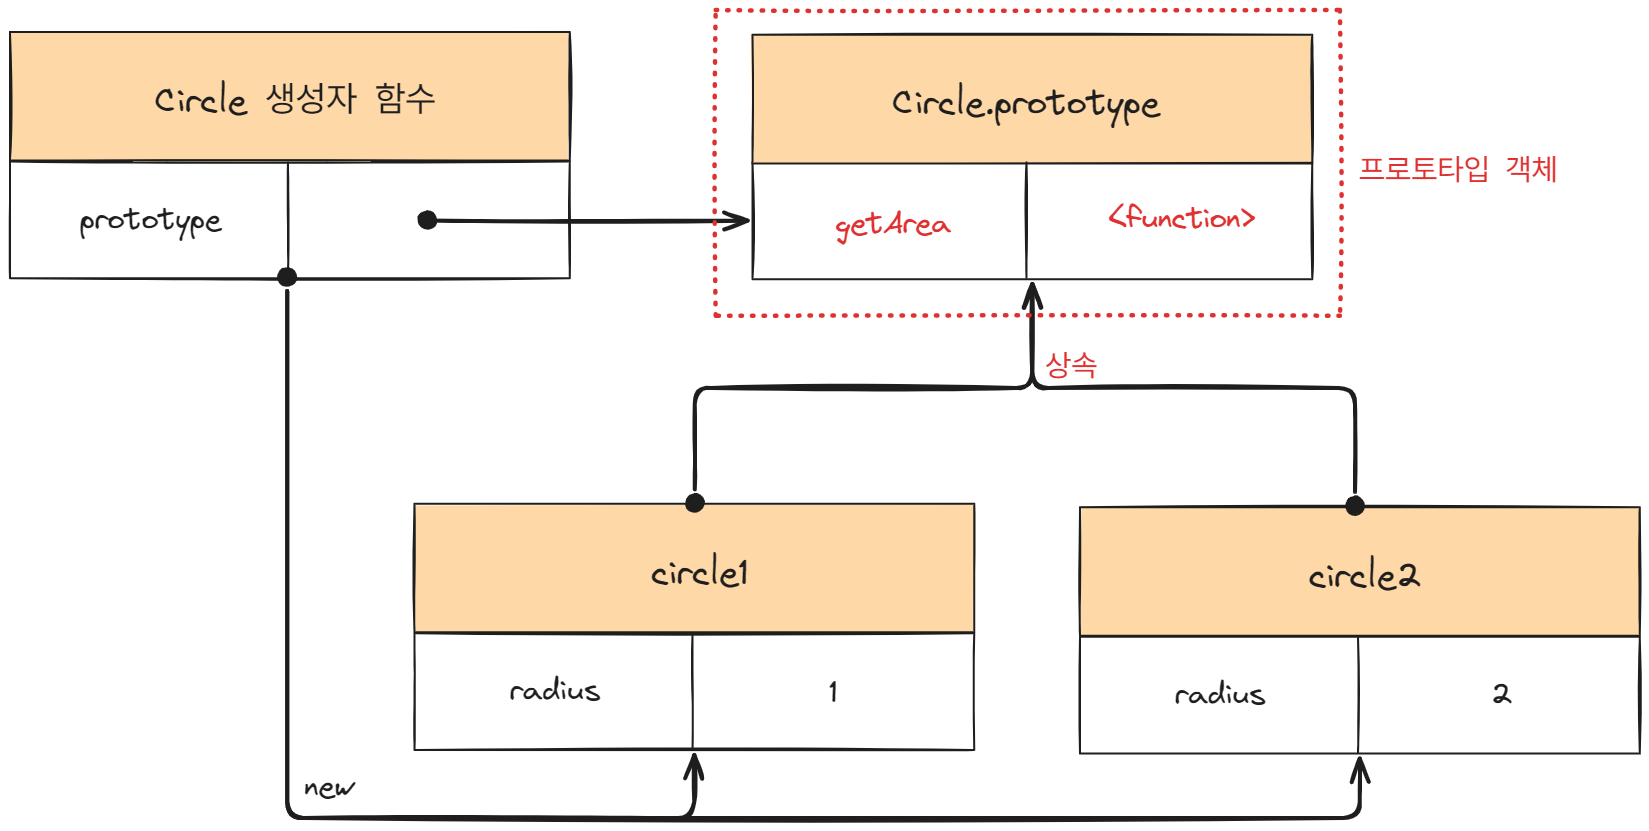 Circle 생성자 함수
prototype
Circle.prototype
getArea
<function>
프로토타입 객체
상속
circle1
radius
1
circle2
radius
2
new